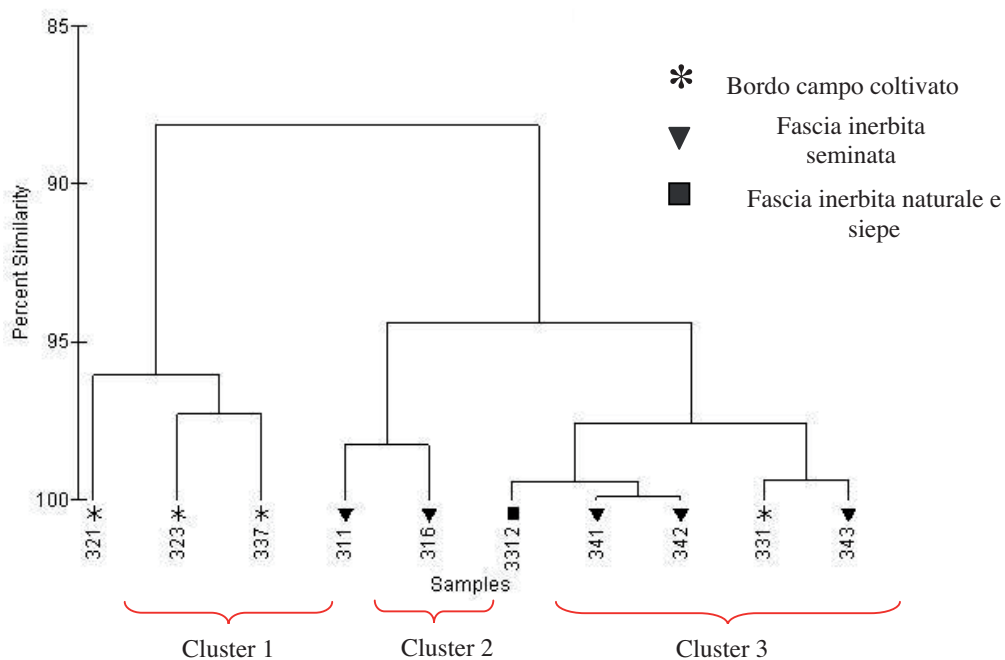 85
90
95
100
Percent Similarity
Bordo campo coltivato
Fascia inerbita
seminata
Fascia inerbita naturale e
siepe
321
323
337
311
316
3312
341
342
331
343
Samples
Cluster 1
Cluster 2
Cluster 3